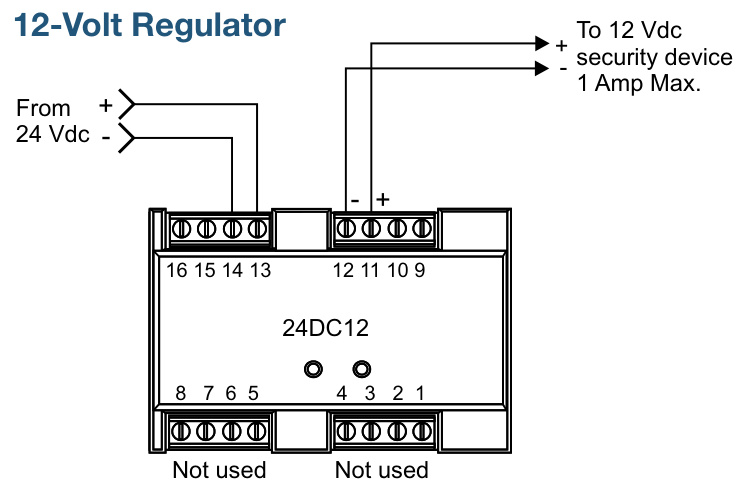 12-Volt Regulator
To 12 Vdc
+ security device
- 1 Amp Max.
From +
24 Vdc -
- +
16 15 14 13 12 11 10 9
24DC12
8 7 6 5 4 3 2 1
Not used Not used